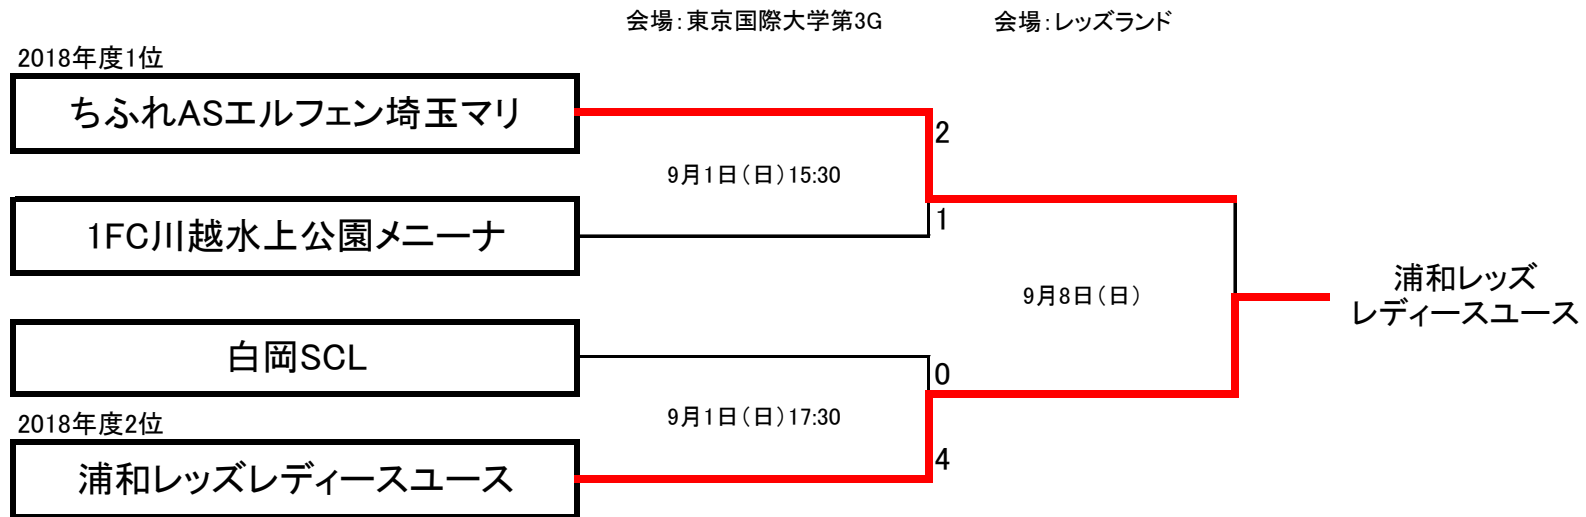 会場：東京国際大学第3G
会場：レッズランド
2018年度1位
ちふれASエルフェン埼玉マリ
2
9月1日（日）15:30
1FC川越水上公園メニーナ
1
9月8日（日）
浦和レッズ
レディースユース
白岡SCL
0
2018年度2位
9月1日（日）17:30
浦和レッズレディースユース
4